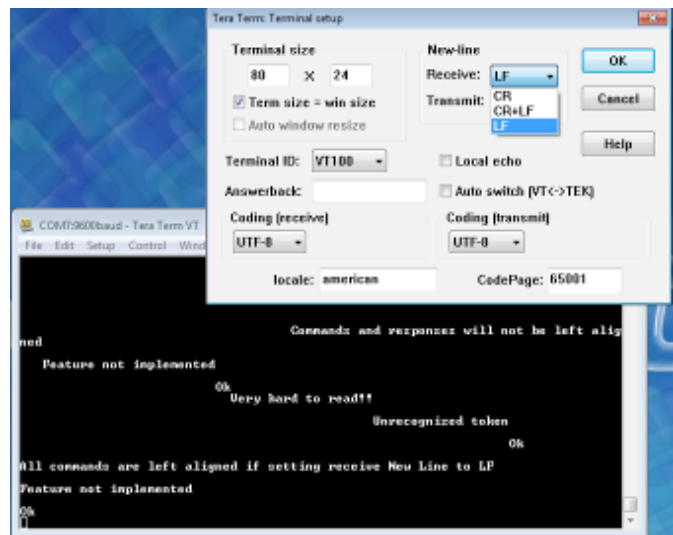 Tera Term: Terminal setup
Terminal size
80 X 24
Term size = win size
Auto window resize
New-line
Receive: LF
CR
CR+LF
LF
Transmit:
OK
Cancel
Help
Terminal ID: VT100
Local echo
Answerback:
Auto switch (VT<->TEK)
Coding (receive)
UTF-8
Coding (transmit)
UTF-8
locale: american
CodePage: 65001
COM7:9600baud - Tera Term VT
File Edit Setup Control Wind
Commands and responses will not be left alig
ned
Feature not implemented
Ok
Very hard to read!!
Unrecognized token
Ok
All commands are left aligned if setting receive New Line to LF
Feature not implemented
Ok